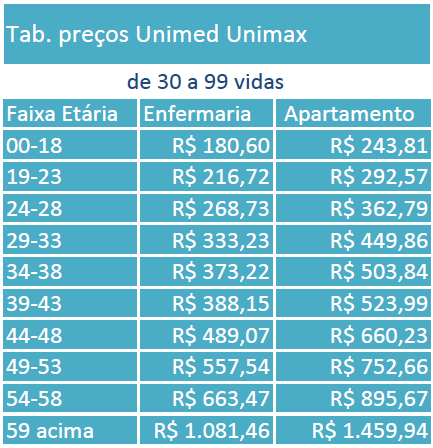 Tab. preços Unimed Unimax
de 30 a 99 vidas
Faixa Etária Enfermaria Apartamento
00-18 R$ 180,60 R$ 243,81
19-23 R$ 216,72 R$ 292,57
24-28 R$ 268,73 R$ 362,79
29-33 R$ 333,23 R$ 449,86
34-38 R$ 373,22 R$ 503,84
39-43 R$ 388,15 R$ 523,99
44-48 R$ 489,07 R$ 660,23
49-53 R$ 557,54 R$ 752,66
54-58 R$ 663,47 R$ 895,67
59 acima R$ 1.081,46 R$ 1.459,94